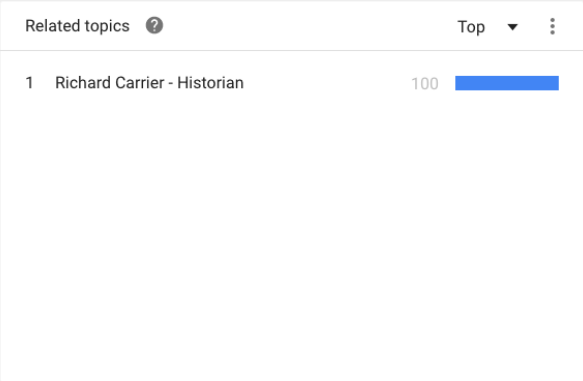 Related topics ? Top
1 Richard Carrier - Historian 100